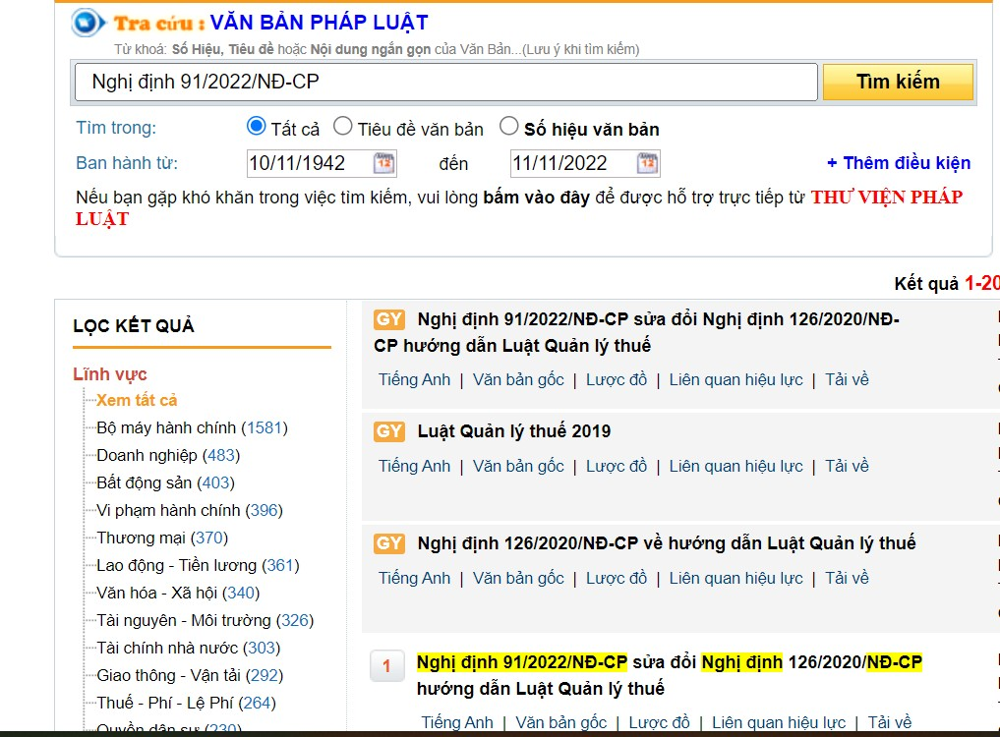 Tra cứu : VĂN BẢN PHÁP LUẬT
Từ khoá: Số Hiệu, Tiêu đề hoặc Nội dung ngắn gọn của Văn Bản...(Lưu ý khi tìm kiếm)
Nghị định 91/2022/NĐ-CP Tìm kiếm
Tìm trong: Tất cả Tiêu đề văn bản Số hiệu văn bản
Ban hành từ: 10/11/1942 đến 11/11/2022 + Thêm điều kiện
Nếu bạn gặp khó khăn trong việc tìm kiếm, vui lòng bấm vào đây để được hỗ trợ trực tiếp từ THƯ VIỆN PHÁP
LUẬT
Kết quả 1-20
LỌC KẾT QUẢ
Lĩnh vực
Xem tất cả
Bộ máy hành chính (1581)
Doanh nghiệp (483)
Bất động sản (403)
Vi phạm hành chính (396)
Thương mại (370)
Lao động - Tiền lương (361)
Văn hóa - Xã hội (340)
Tài nguyên - Môi trường (326)
Tài chính nhà nước (303)
Giao thông - Vận tải (292)
Thuế - Phí - Lệ Phí (264)
Quyền dân sự (230)
GY Nghị định 91/2022/NĐ-CP sửa đổi Nghị định 126/2020/NĐ-
CP hướng dẫn Luật Quản lý thuế
Tiếng Anh | Văn bản gốc | Lược đồ | Liên quan hiệu lực | Tải về
GY Luật Quản lý thuế 2019
Tiếng Anh | Văn bản gốc | Lược đồ | Liên quan hiệu lực | Tải về
GY Nghị định 126/2020/NĐ-CP về hướng dẫn Luật Quản lý thuế
Tiếng Anh | Văn bản gốc | Lược đồ | Liên quan hiệu lực | Tải về
1 Nghị định 91/2022/NĐ-CP sửa đổi Nghị định 126/2020/NĐ-CP
hướng dẫn Luật Quản lý thuế
Tiếng Anh | Văn bản gốc | Lược đồ | Liên quan hiệu lực | Tải về